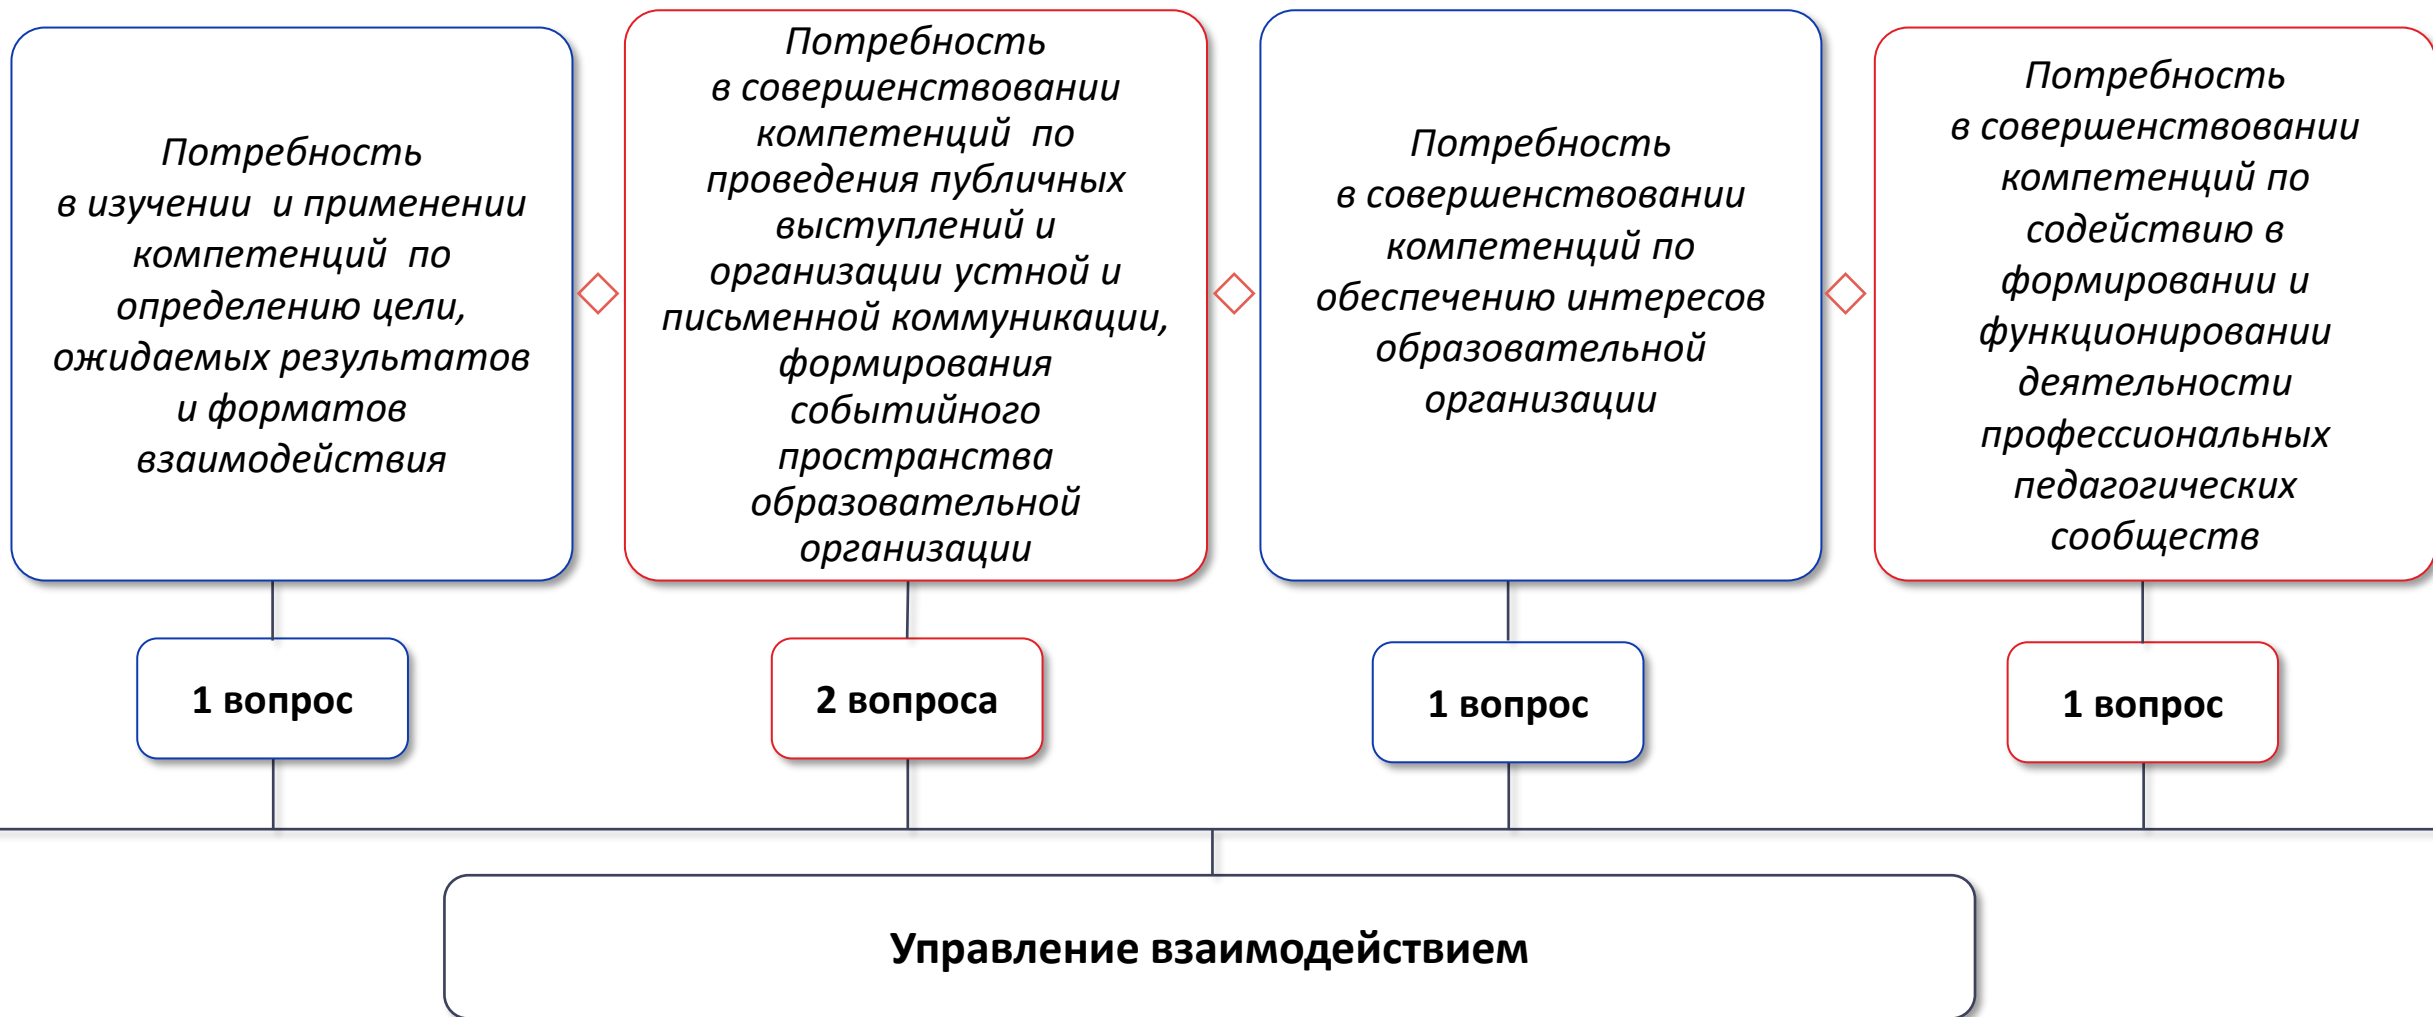 Потребность
в изучении и применении
компетенций по
определению цели,
ожидаемых результатов
и форматов
взаимодействия
Потребность
в совершенствовании
компетенций по
проведения публичных
выступлений и
организации устной и
письменной коммуникации,
формирования
событийного
пространства
образовательной
организации
Потребность
в совершенствовании
компетенций по
обеспечению интересов
образовательной
организации
Потребность
в совершенствовании
компетенций по
содействию в
формировании и
функционировании
деятельности
профессиональных
педагогических
сообществ
1 вопрос
2 вопроса
1 вопрос
1 вопрос
Управление взаимодействием